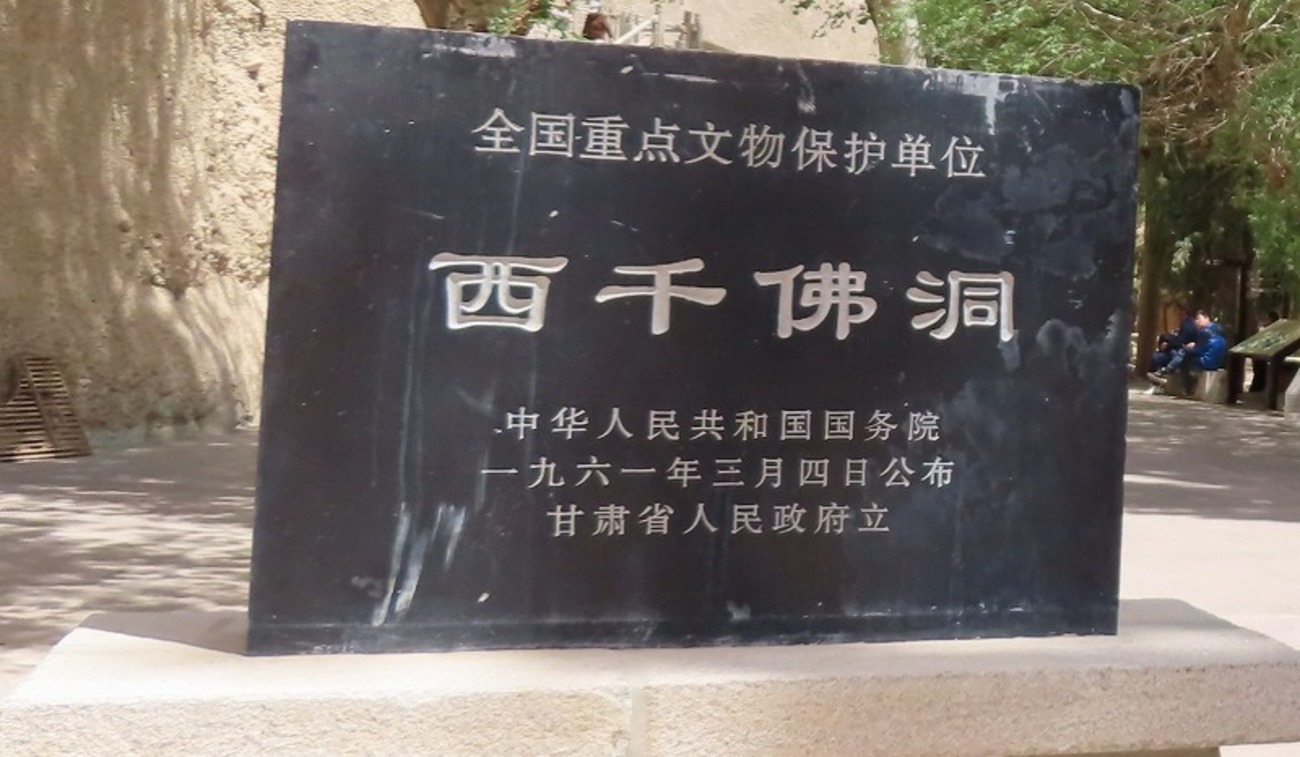 全国重点文物保护单位
西千佛洞
中华人民共和国国务院
一九六一年三月四日公布
甘肃省人民政府立